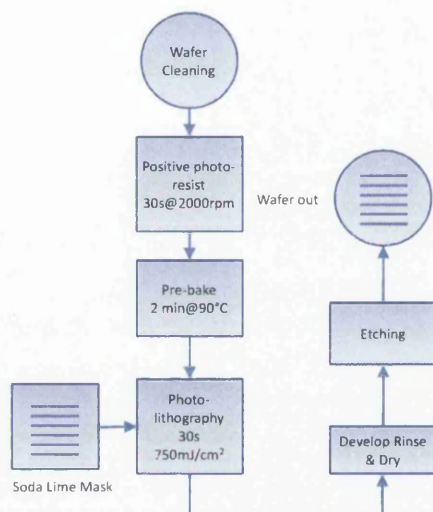 Wafer
Cleaning
Positive photo-
resist
30s@2000rpm
Wafer out
Pre-bake
2 min@90°C
Etching
Photo-
lithography
30s
750mJ/cm²
Develop Rinse
& Dry
Soda Lime Mask